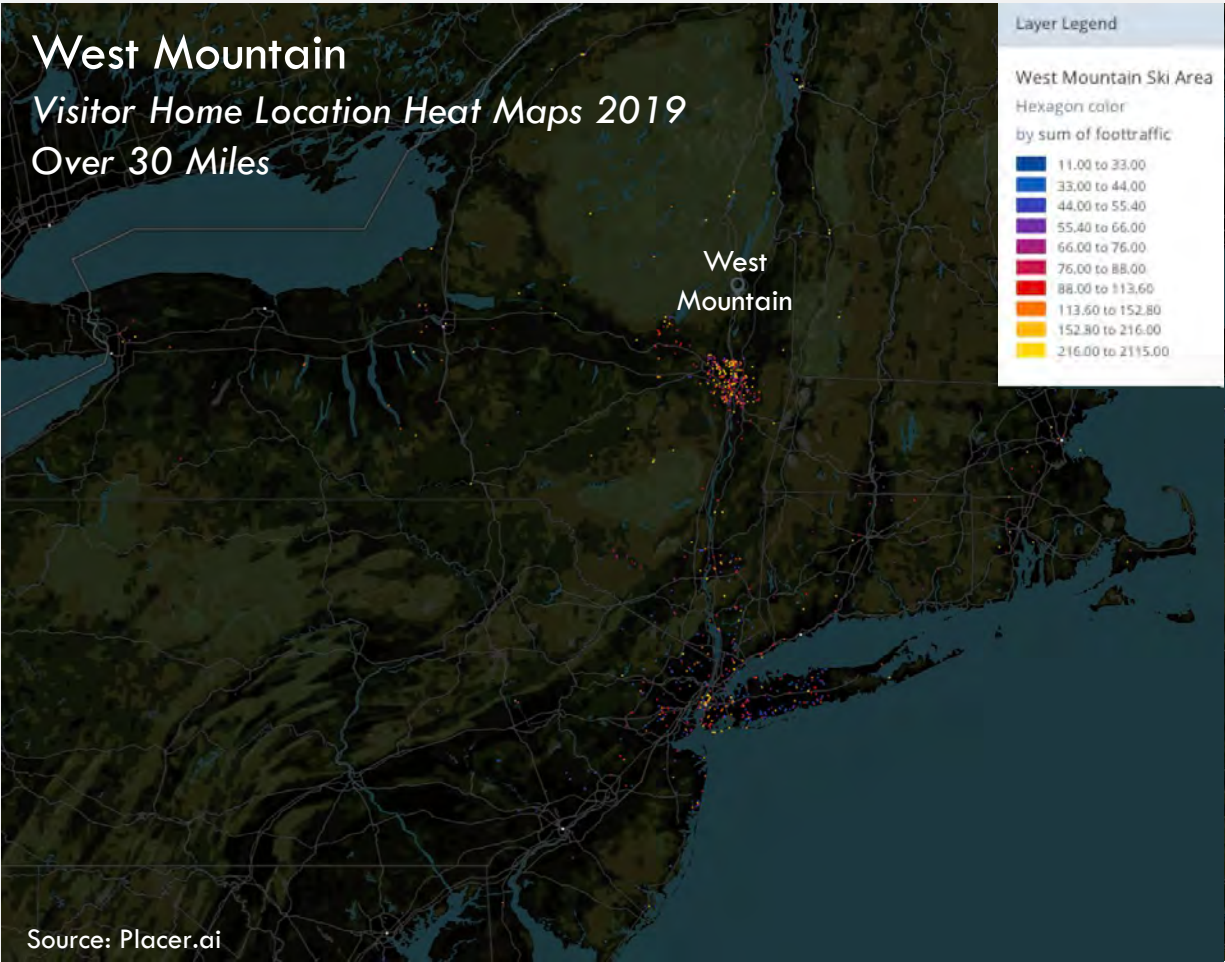 West Mountain
Visitor Home Location Heat Maps 2019
Over 30 Miles
Layer Legend
West Mountain Ski Area
Hexagon color
by sum of foottraffic
11.00 to 33.00
33.00 to 44.00
44.00 to 55.40
55.40 to 66.00
66.00 to 76.00
76.00 to 88.00
88.00 to 113.60
113.60 to 152.80
152.80 to 216.00
216.00 to 2115.00
West
Mountain
Source: Placer.ai